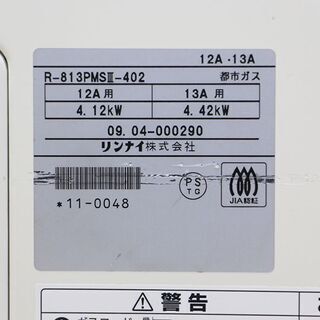 12A・13A
R-813PMSⅢ-402 都市ガス
12A用 13A用
4.12kW 4.42kW
09.04-000290
リンナイ株式会社
PS
TG
JIA認証
*11-0048
警告